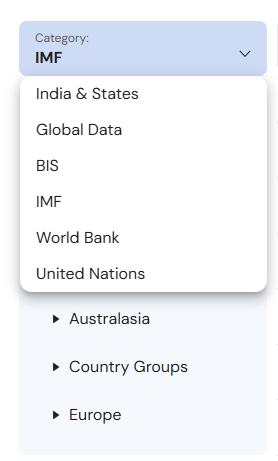 Category:
IMF
India & States
Global Data
BIS
IMF
World Bank
United Nations
Australasia
Country Groups
Europe